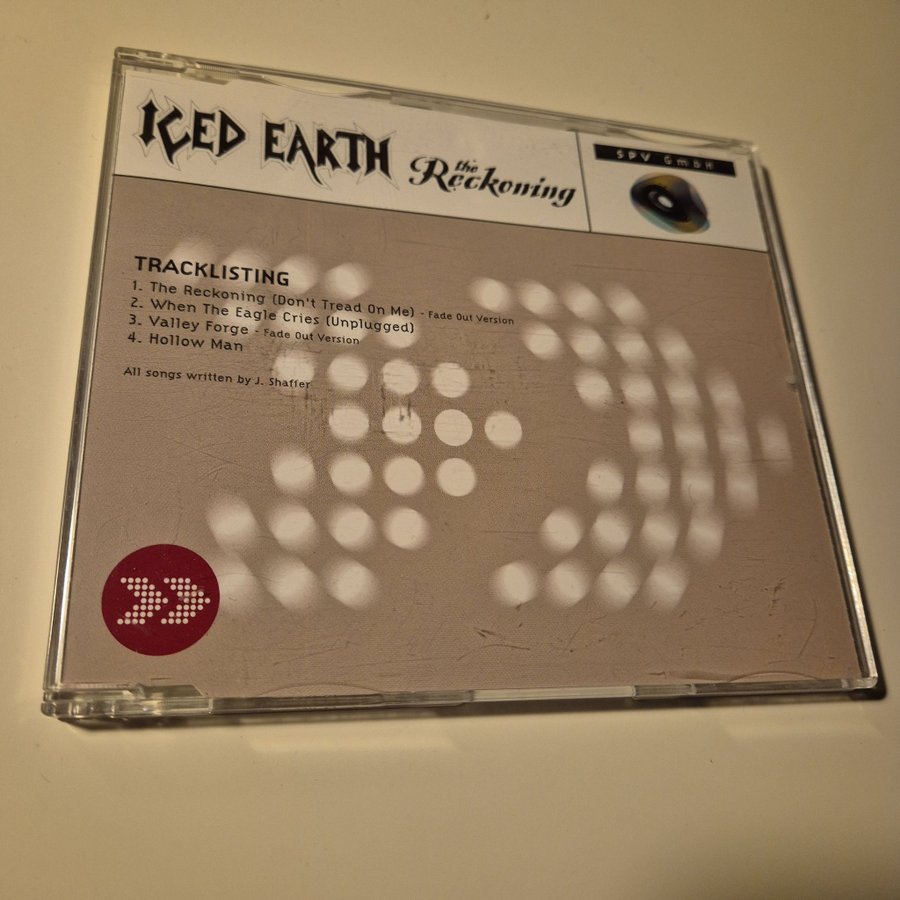 ICED EARTH
the Reckoning
SPV GmbH
TRACKLISTING
1. The Reckoning (Don't Tread On Me) - Fade Out Version
2. When The Eagle Cries (Unplugged)
3. Valley Forge - Fade Out Version
4. Hollow Man
All songs written by J. Shaffer